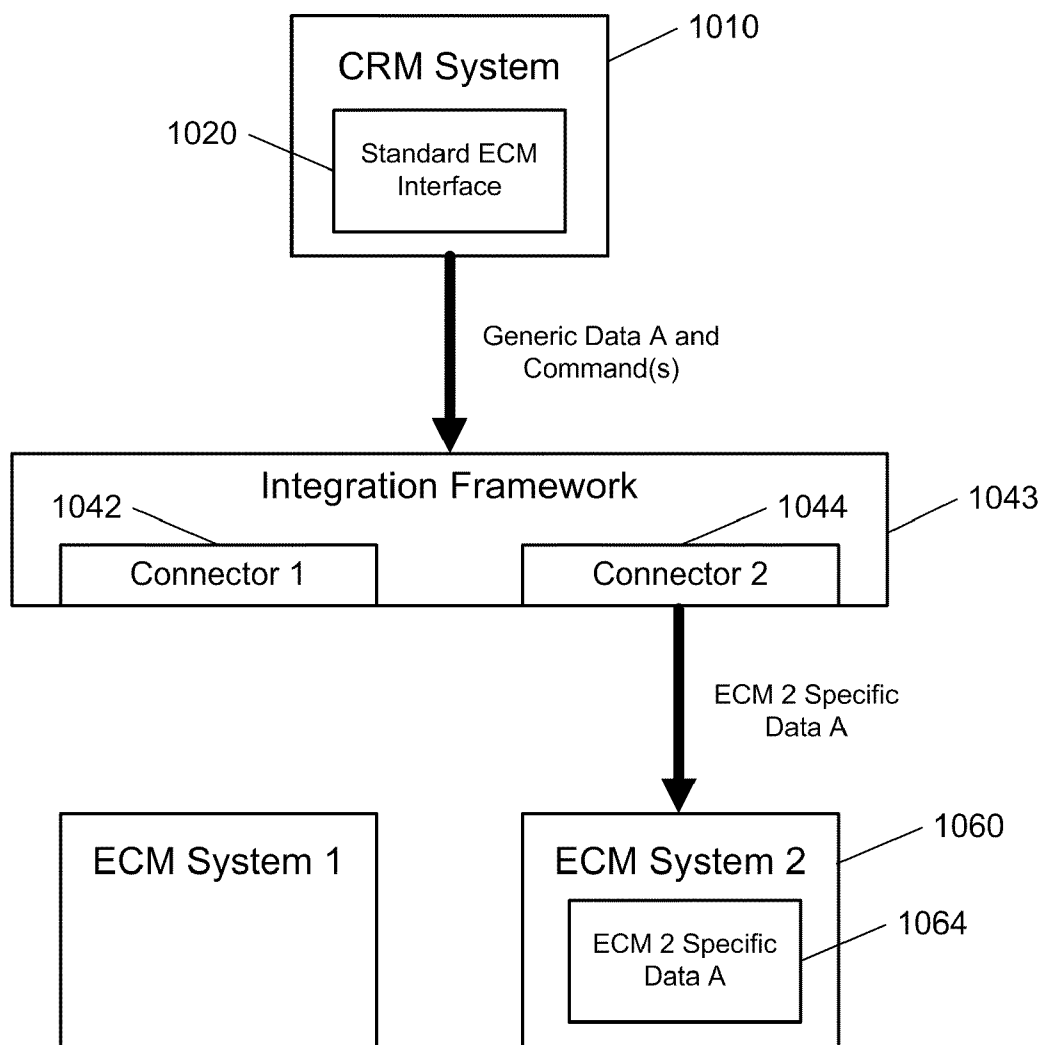 1010
CRM System
1020
Standard ECM
Interface
Generic Data A and
Command(s)
Integration Framework
1042
1044
1043
Connector 1
Connector 2
ECM 2 Specific
Data A
1060
ECM System 1
ECM System 2
1064
ECM 2 Specific
Data A